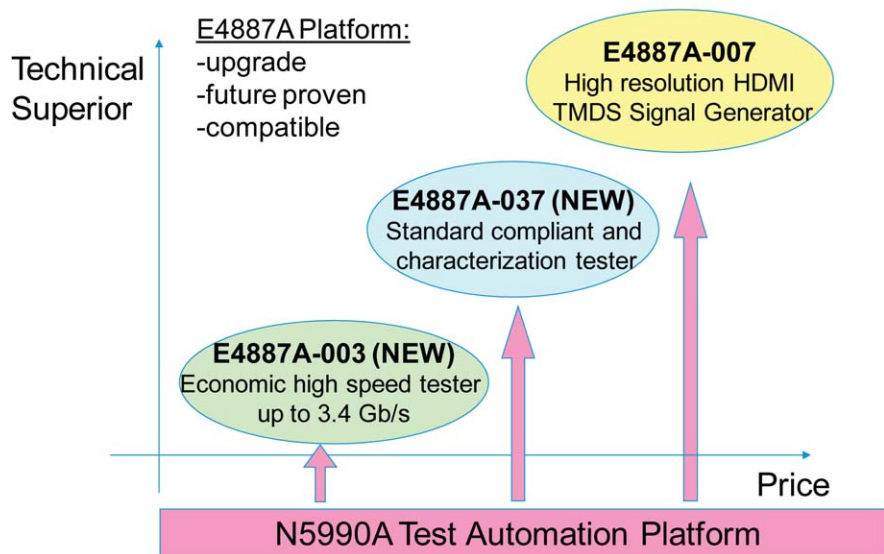 E4887A Platform:
-upgrade
-future proven
-compatible
Technical
Superior
E4887A-007
High resolution HDMI
TMDS Signal Generator
E4887A-037 (NEW)
Standard compliant and
characterization tester
E4887A-003 (NEW)
Economic high speed tester
up to 3.4 Gb/s
Price
N5990A Test Automation Platform